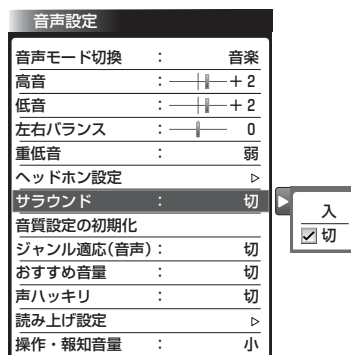 音声設定
音声モード切換 : 音楽
高音 : +2
低音 : +2
左右バランス : 0
重低音 : 弱
ヘッドホン設定
サラウンド : 切
入
切
音質設定の初期化
ジャンル適応(音声) : 切
おすすめ音量 : 切
声ハッキリ : 切
読み上げ設定
操作・報知音量 : 小